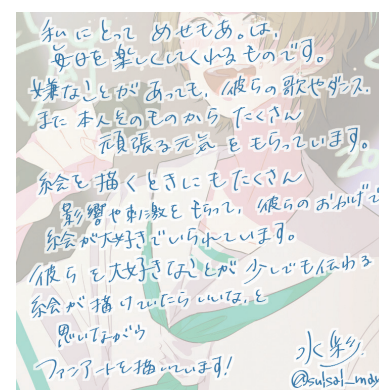 私にとって めせもあ。は、
毎日を楽しくしてくれるものです。
嫌なことがあっても、彼らの歌やダンス、
また本人そのものから たくさん
頑張る元気をもらっています。
絵を描くときにもたくさん
影響や刺激をもらって、彼らのおかげで
絵が大好きでいられています。
彼らを大好きなことが少しでも伝わる
絵が描けていたらいいな、と
思いながら
ファンアートを描いています!
水彩.
@suisai_